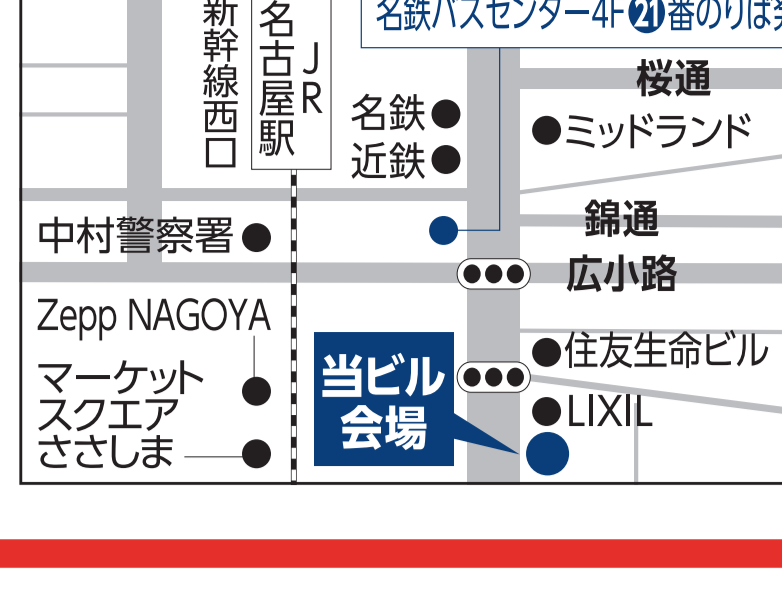 名鉄バスセンター4F㉑番のりば発
新幹線西口
JR
名古屋駅
桜通
名鉄
ミッドランド
近鉄
錦通
中村警察署
広小路
Zepp NAGOYA
住友生命ビル
当ビル
会場
マーケット
スクエア
ささしま
LIXIL